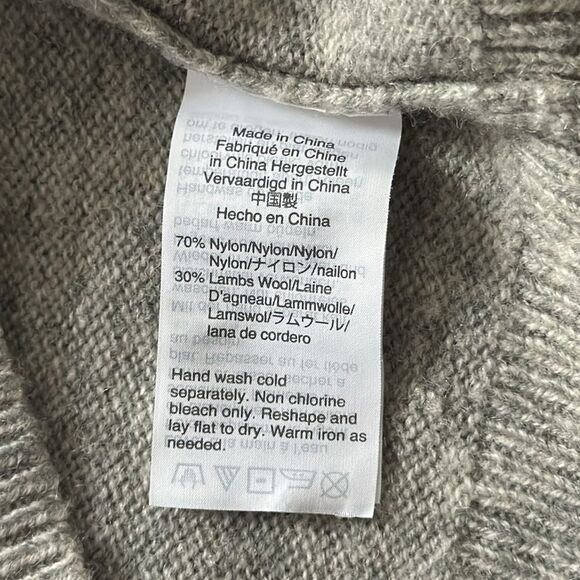 Made in China
Fabriqué en Chine
in China Hergestellt
Vervaardigd in China
中国製
Hecho en China
70% Nylon/Nylon/Nylon/
Nylon/ナイロン/nailon
30% Lambs Wool/Laine
D'agneau/Lammwolle/
Lamswol/ラムウール/
lana de cordero
Hand wash cold
separately. Non chlorine
bleach only. Reshape and
lay flat to dry. Warm iron as
needed.